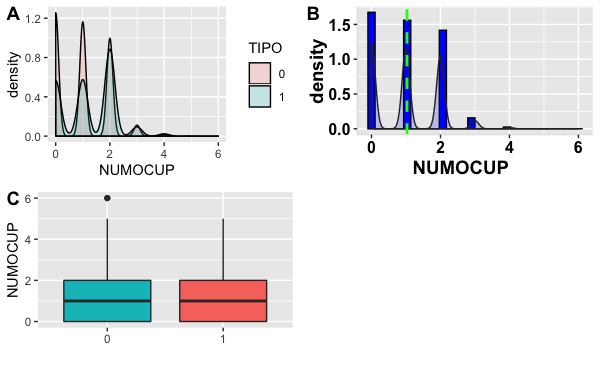 A
density
1.2
0.8
0.4
0.0
0 2 4 6
NUMOCUP
TIPO
0
1
B
density
1.5
1.0
0.5
0.0
0 2 4 6
NUMOCUP
C
NUMOCUP
6
4
2
0
0 1